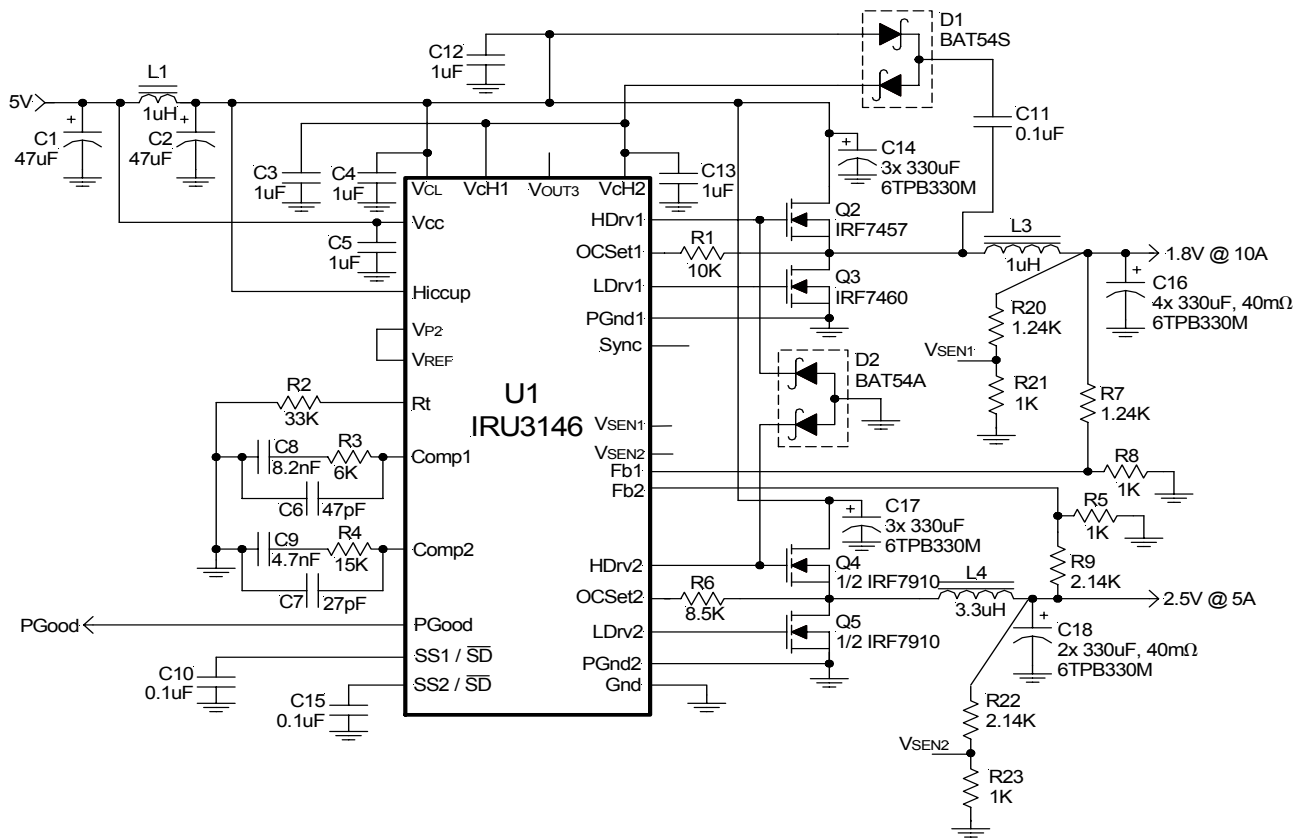 D1
BAT54S
C12
1uF
L1
5V
1uH
C1
47uF
C2
47uF
C11
0.1uF
C14
3x 330uF
6TPB330M
C3
1uF
C4
1uF
C13
1uF
VCL
VcH1
VOUT3
VcH2
Vcc
C5
1uF
HDrv1
Q2
IRF7457
OCSet1
R1
10K
L3
1uH
1.8V @ 10A
LDrv1
Q3
IRF7460
C16
4x 330uF, 40mΩ
6TPB330M
Hiccup
PGnd1
R20
1.24K
VP2
VREF
Sync
VSEN1
D2
BAT54A
R21
1K
R7
1.24K
U1
IRU3146
R2
33K
Rt
VSEN1
VSEN2
C8
8.2nF
R3
6K
Comp1
Fb1
Fb2
R8
1K
C6
47pF
C17
3x 330uF
6TPB330M
R5
1K
C9
4.7nF
R4
15K
Comp2
HDrv2
Q4
1/2 IRF7910
R9
2.14K
C7
27pF
OCSet2
R6
8.5K
L4
3.3uH
2.5V @ 5A
PGood
PGood
LDrv2
Q5
1/2 IRF7910
C18
2x 330uF, 40mΩ
6TPB330M
SS1 / SD
PGnd2
C10
0.1uF
SS2 / SD
Gnd
C15
0.1uF
R22
2.14K
VSEN2
R23
1K